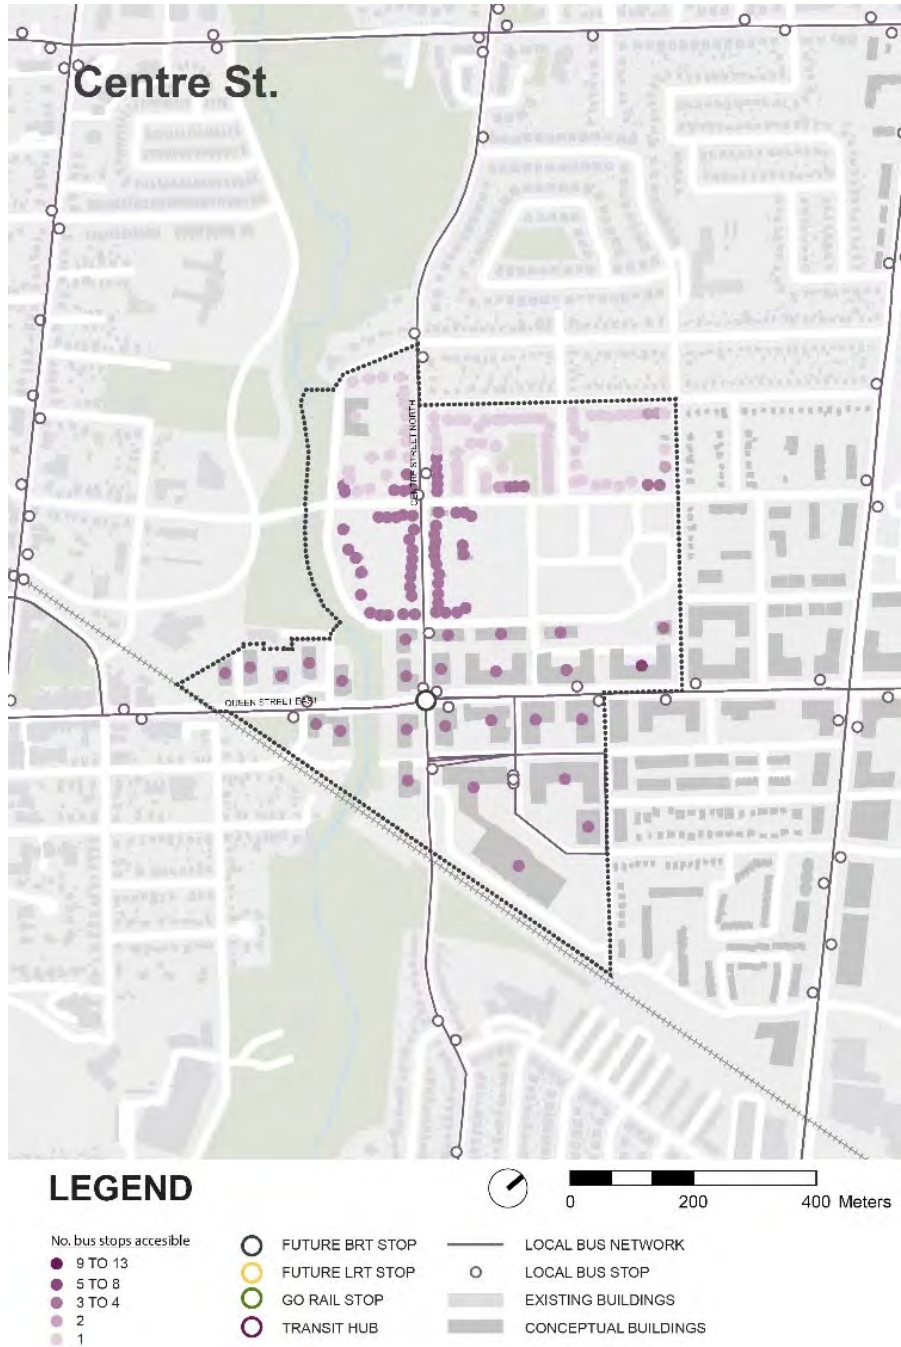 Centre St.
CENTRE STREET NORTH
QUEEN STREET EAST
LEGEND
0 200 400 Meters
No. bus stops accesible
9 TO 13
5 TO 8
3 TO 4
2
1
FUTURE BRT STOP
FUTURE LRT STOP
GO RAIL STOP
TRANSIT HUB
LOCAL BUS NETWORK
LOCAL BUS STOP
EXISTING BUILDINGS
CONCEPTUAL BUILDINGS